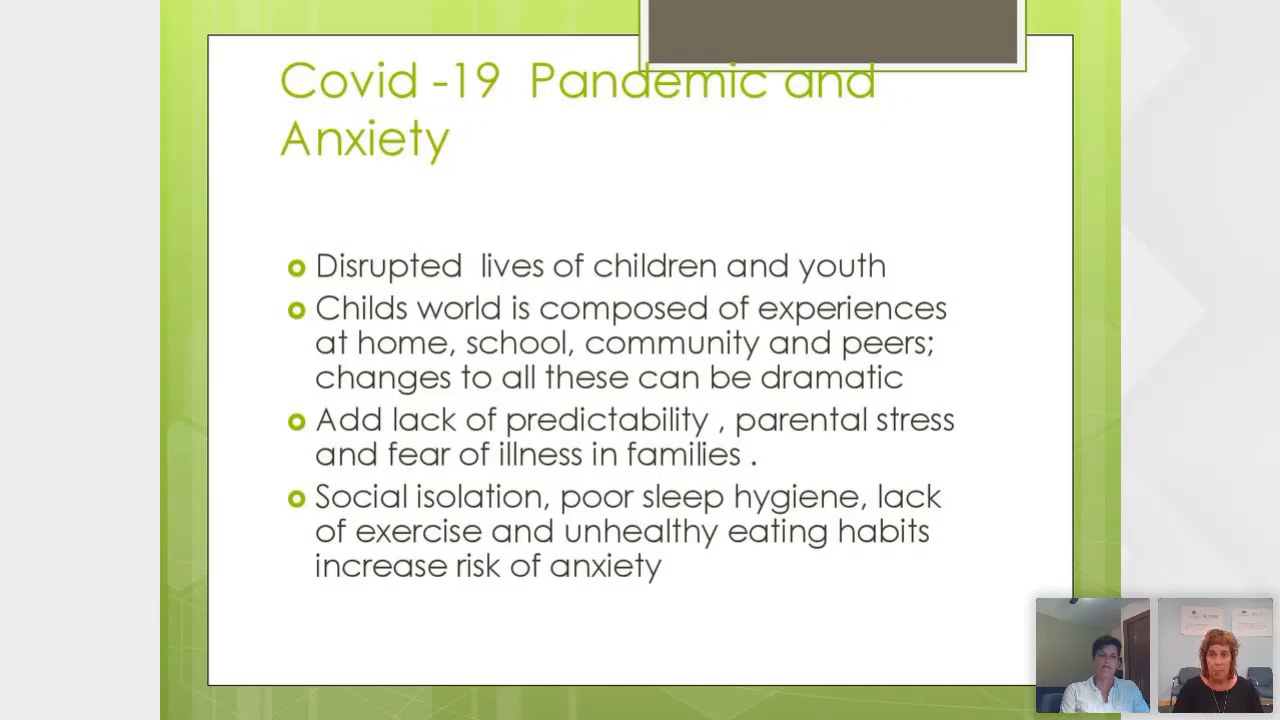 Covid -19  Pandemic and
Anxiety
Disrupted  lives of children and youth
Childs world is composed of experiences
at home, school, community and peers;
changes to all these can be dramatic
Add lack of predictability , parental stress
and fear of illness in families .
Social isolation, poor sleep hygiene, lack
of exercise and unhealthy eating habits
increase risk of anxiety